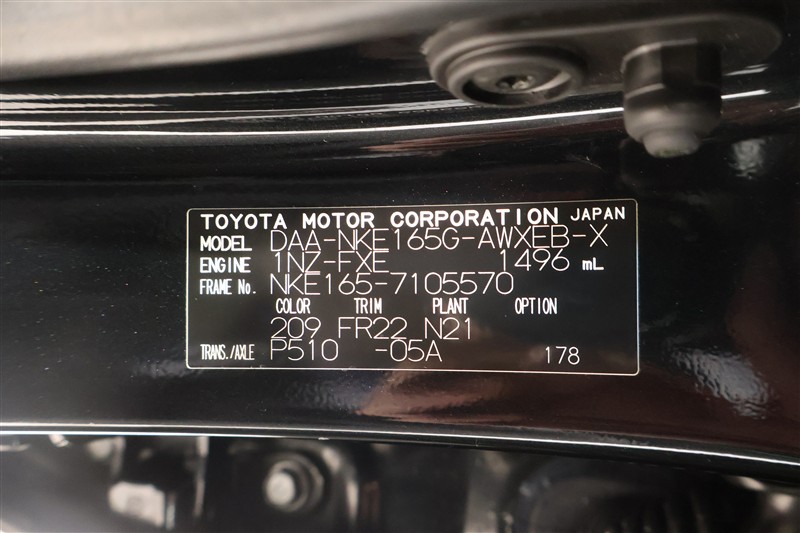 TOYOTA MOTOR CORPORATION JAPAN
MODEL DAA-NKE165G-AWXEB-X
ENGINE 1NZ-FXE 1496 mL
FRAME No. NKE165-7105570
COLOR TRIM PLANT OPTION
209 FR22 N21
TRANS./AXLE P510 -05A 178